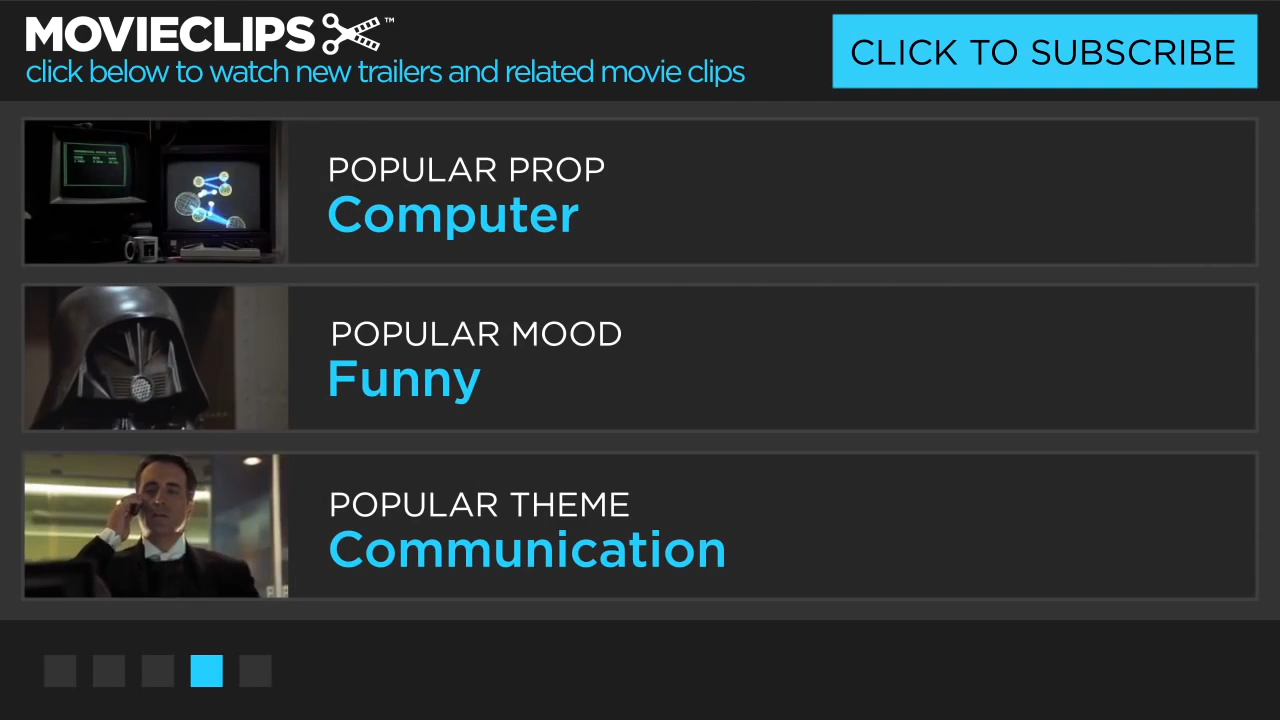 MOVIECLIPS™
click below to watch new trailers and related movie clips
CLICK TO SUBSCRIBE
POPULAR PROP
Computer
POPULAR MOOD
Funny
POPULAR THEME
Communication